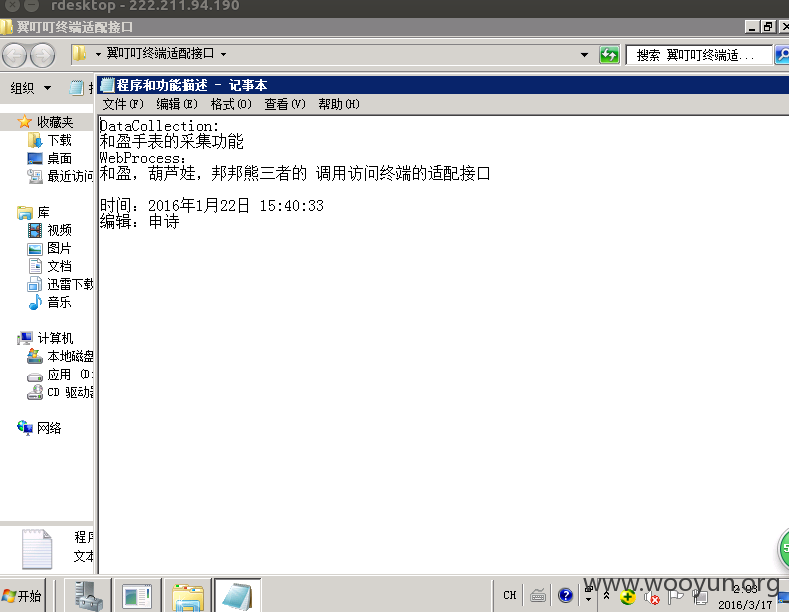 rdesktop - 222.211.94.190
翼叮叮终端适配接口
翼叮叮终端适配接口
搜索 翼叮叮终端适...
组织
程序和功能描述 - 记事本
文件(F) 编辑(E) 格式(O) 查看(V) 帮助(H)
收藏夹
下载
桌面
最近访问
库
视频
图片
文档
迅雷下载
音乐
计算机
本地磁盘
应用 (D:
CD 驱动器
网络
DataCollection:
和盈手表的采集功能
WebProcess:
和盈，葫芦娃，邦邦熊三者的 调用访问终端的适配接口
时间：2016年1月22日 15:40:33
编辑：申诗
程序
文本
开始
CH
www.wooyun.org
2:03
2016/3/17